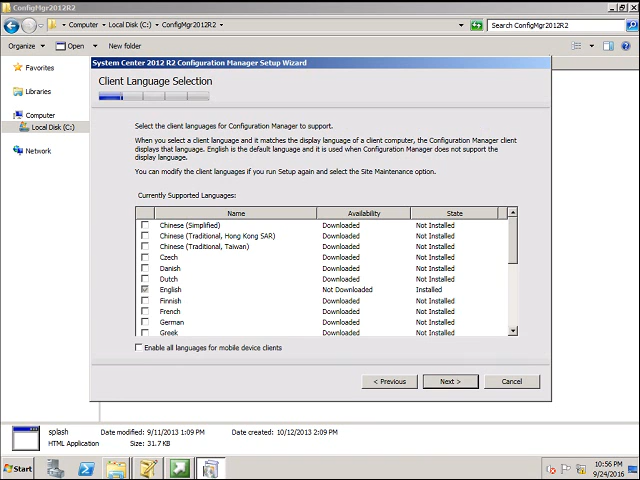 ConfigMgr2012R2
Computer Local Disk (C:) ConfigMgr2012R2
Search ConfigMgr2012R2
Organize Open New folder
Favorites
Libraries
Computer
Local Disk (C:)
Network
System Center 2012 R2 Configuration Manager Setup Wizard
Client Language Selection
Select the client languages for Configuration Manager to support.
When you select a client language and it matches the display language of a client computer, the Configuration Manager client
displays that language. English is the default language and it is used when Configuration Manager does not support the
display language.
You can modify the client languages if you run Setup again and select the Site Maintenance option.
Currently Supported Languages:
Name Availability State
Chinese (Simplified) Downloaded Not Installed
Chinese (Traditional, Hong Kong SAR) Downloaded Not Installed
Chinese (Traditional, Taiwan) Downloaded Not Installed
Czech Downloaded Not Installed
Danish Downloaded Not Installed
Dutch Downloaded Not Installed
English Not Downloaded Installed
Finnish Downloaded Not Installed
French Downloaded Not Installed
German Downloaded Not Installed
Greek Downloaded Not Installed
Enable all languages for mobile device clients
< Previous Next > Cancel
splash Date modified: 9/11/2013 1:09 PM Date created: 10/12/2013 2:09 PM
HTML Application Size: 31.7 KB
Start
10:56 PM
9/24/2016